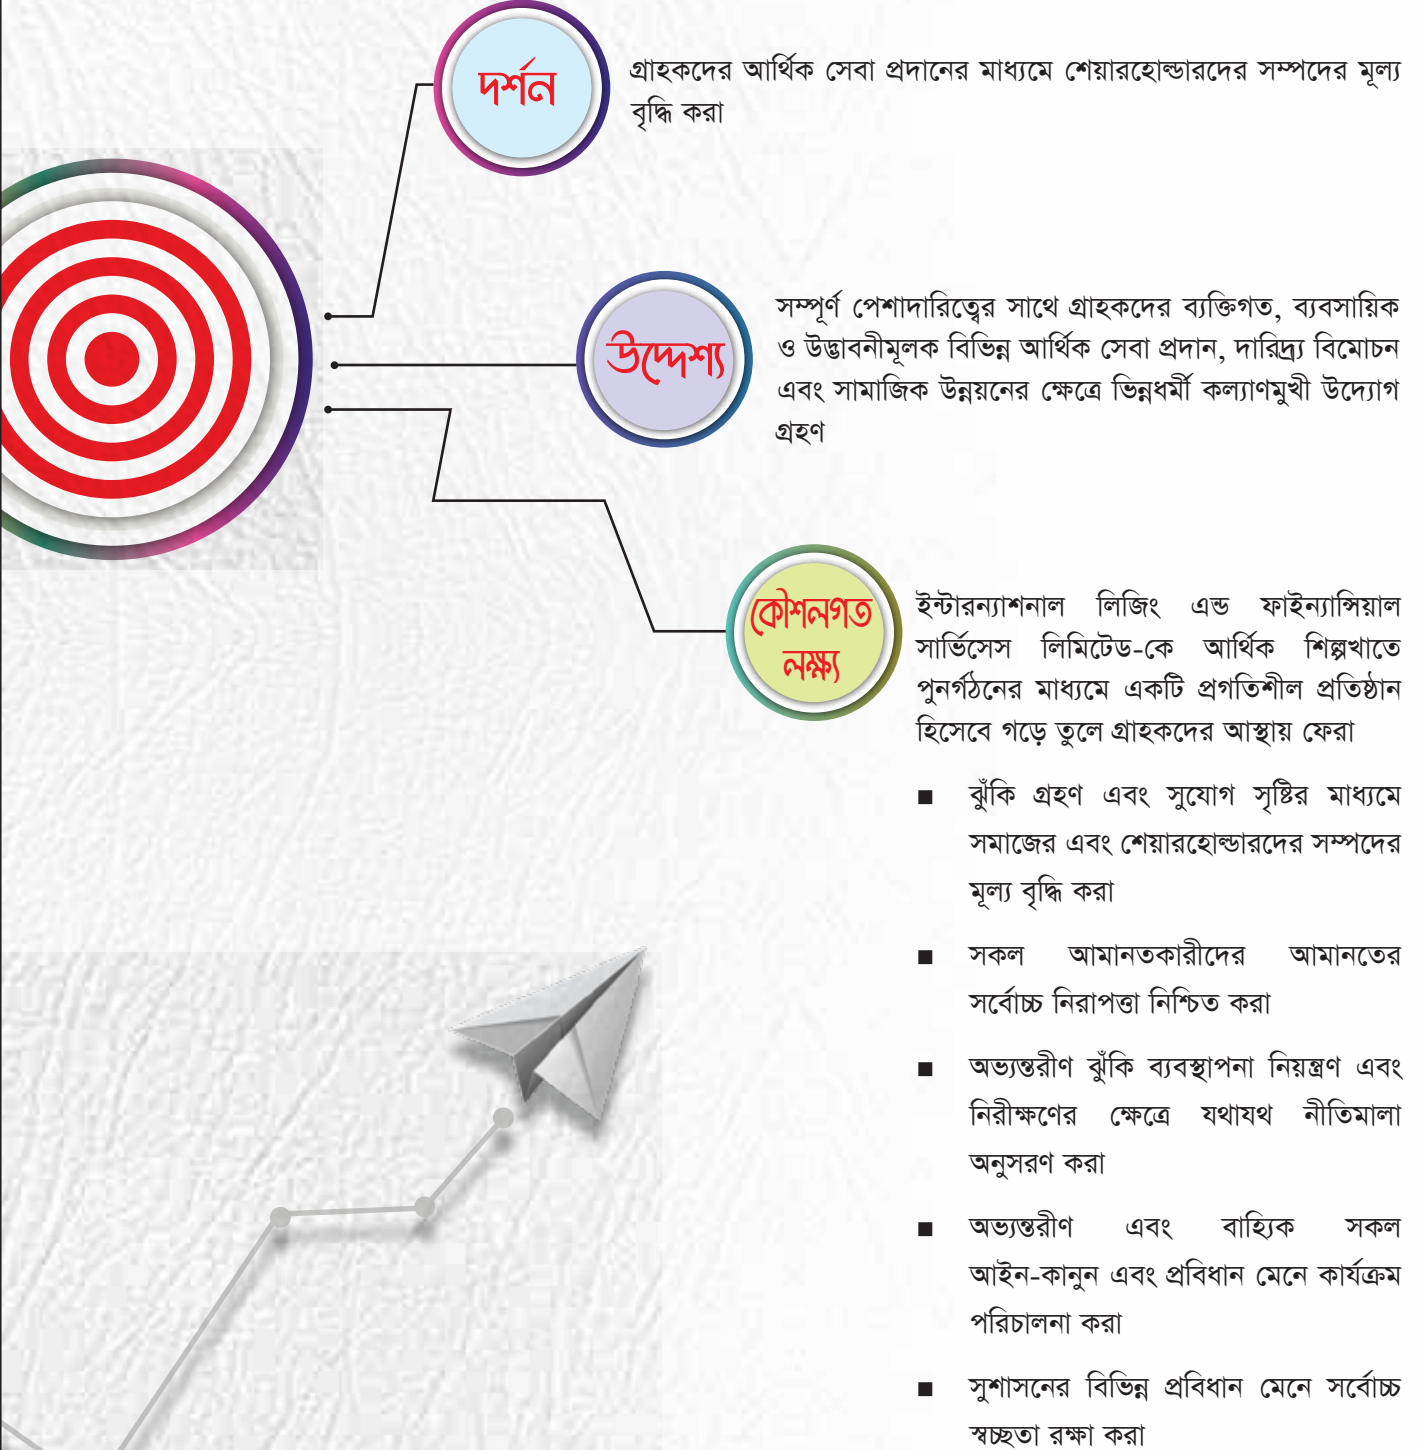 দর্শন
গ্রাহকদের আর্থিক সেবা প্রদানের মাধ্যমে শেয়ারহোল্ডারদের সম্পদের মূল্য
বৃদ্ধি করা
উদ্দেশ্য
সম্পূর্ণ পেশাদারিত্বের সাথে গ্রাহকদের ব্যক্তিগত, ব্যবসায়িক
ও উদ্ভাবনীমূলক বিভিন্ন আর্থিক সেবা প্রদান, দারিদ্র্য বিমোচন
এবং সামাজিক উন্নয়নের ক্ষেত্রে ভিন্নধর্মী কল্যাণমুখী উদ্যোগ
গ্রহণ
কৌশলগত
লক্ষ্য
ইন্টারন্যাশনাল লিজিং এন্ড ফাইন্যান্সিয়াল
সার্ভিসেস লিমিটেড-কে আর্থিক শিল্পখাতে
পুনর্গঠনের মাধ্যমে একটি প্রগতিশীল প্রতিষ্ঠান
হিসেবে গড়ে তুলে গ্রাহকদের আস্থায় ফেরা
■ ঝুঁকি গ্রহণ এবং সুযোগ সৃষ্টির মাধ্যমে
সমাজের এবং শেয়ারহোল্ডারদের সম্পদের
মূল্য বৃদ্ধি করা
■ সকল আমানতকারীদের আমানতের
সর্বোচ্চ নিরাপত্তা নিশ্চিত করা
■ অভ্যন্তরীণ ঝুঁকি ব্যবস্থাপনা নিয়ন্ত্রণ এবং
নিরীক্ষণের ক্ষেত্রে যথাযথ নীতিমালা
অনুসরণ করা
■ অভ্যন্তরীণ এবং বাহ্যিক সকল
আইন-কানুন এবং প্রবিধান মেনে কার্যক্রম
পরিচালনা করা
■ সুশাসনের বিভিন্ন প্রবিধান মেনে সর্বোচ্চ
স্বচ্ছতা রক্ষা করা